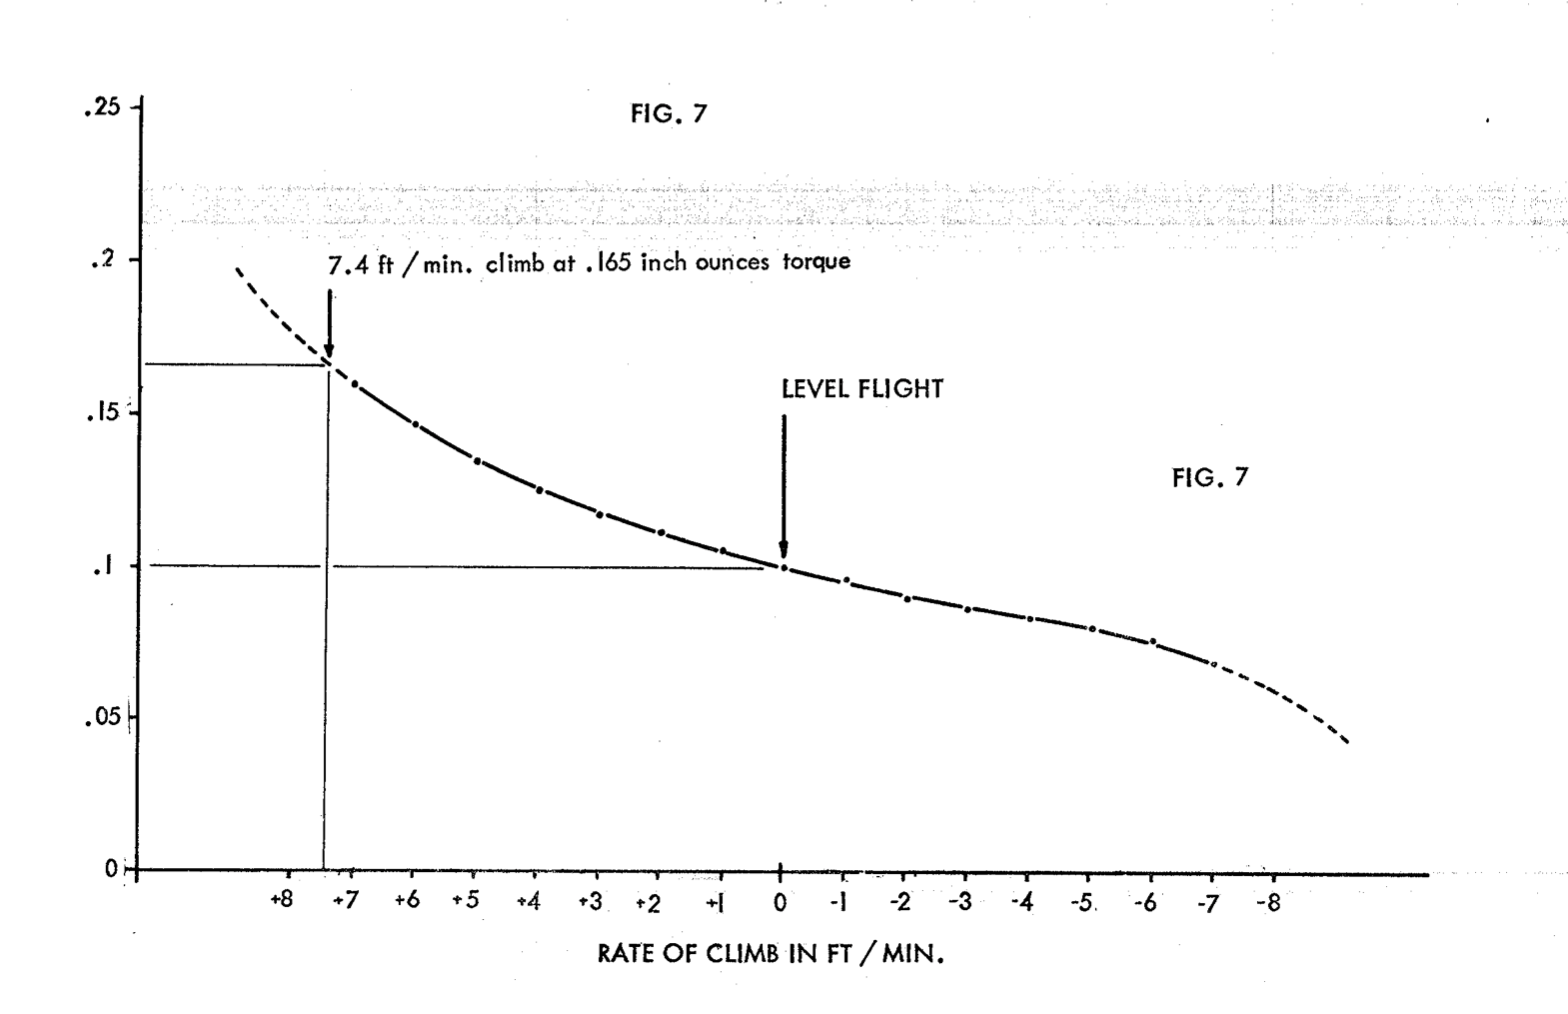 FIG. 7
.25
.2
7.4 ft / min. climb at .165 inch ounces torque
.15
LEVEL FLIGHT
FIG. 7
.1
.05
0
+8 +7 +6 +5 +4 +3 +2 +1 0 -1 -2 -3 -4 -5 -6 -7 -8
RATE OF CLIMB IN FT / MIN.